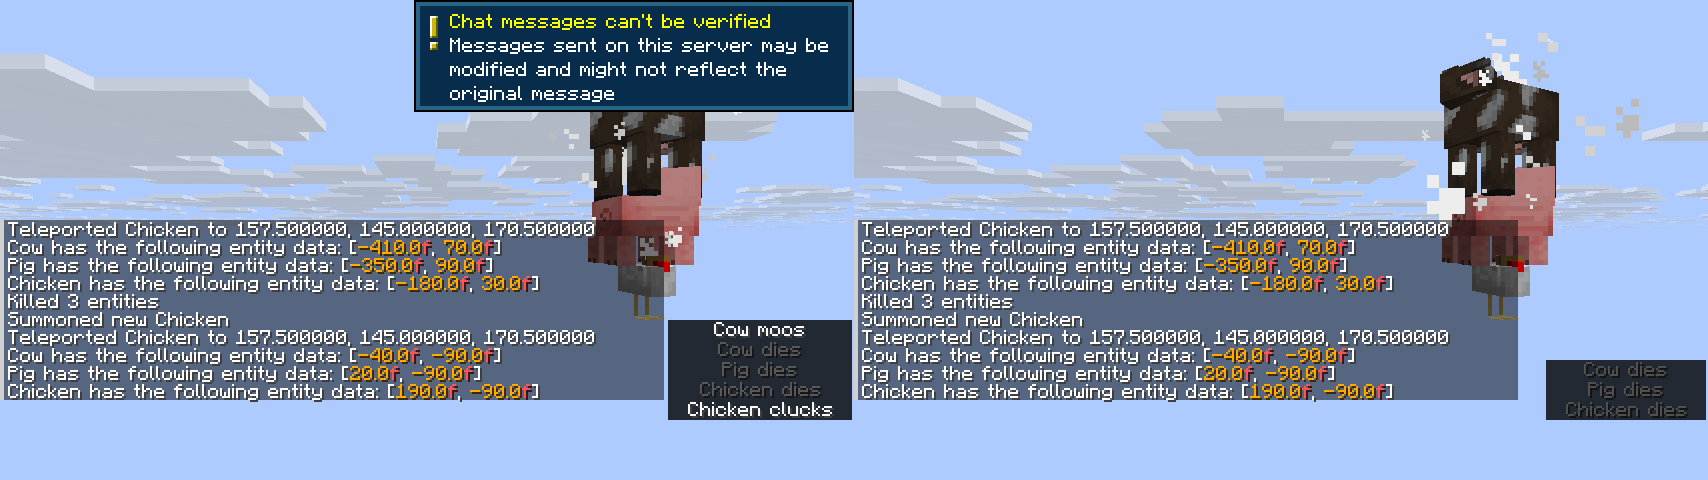 Chat messages can't be verified
Messages sent on this server may be
modified and might not reflect the
original message
Teleported Chicken to 157.500000, 145.000000, 170.500000
Cow has the following entity data: [-410.0f, 70.0f]
Pig has the following entity data: [-350.0f, 90.0f]
Chicken has the following entity data: [-180.0f, 30.0f]
Killed 3 entities
Summoned new Chicken
Teleported Chicken to 157.500000, 145.000000, 170.500000
Cow has the following entity data: [-40.0f, -90.0f]
Pig has the following entity data: [20.0f, -90.0f]
Chicken has the following entity data: [190.0f, -90.0f]
Cow moos
Cow dies
Pig dies
Chicken dies
Chicken clucks
Teleported Chicken to 157.500000, 145.000000, 170.500000
Cow has the following entity data: [-410.0f, 70.0f]
Pig has the following entity data: [-350.0f, 90.0f]
Chicken has the following entity data: [-180.0f, 30.0f]
Killed 3 entities
Summoned new Chicken
Teleported Chicken to 157.500000, 145.000000, 170.500000
Cow has the following entity data: [-40.0f, -90.0f]
Pig has the following entity data: [20.0f, -90.0f]
Chicken has the following entity data: [190.0f, -90.0f]
Cow dies
Pig dies
Chicken dies